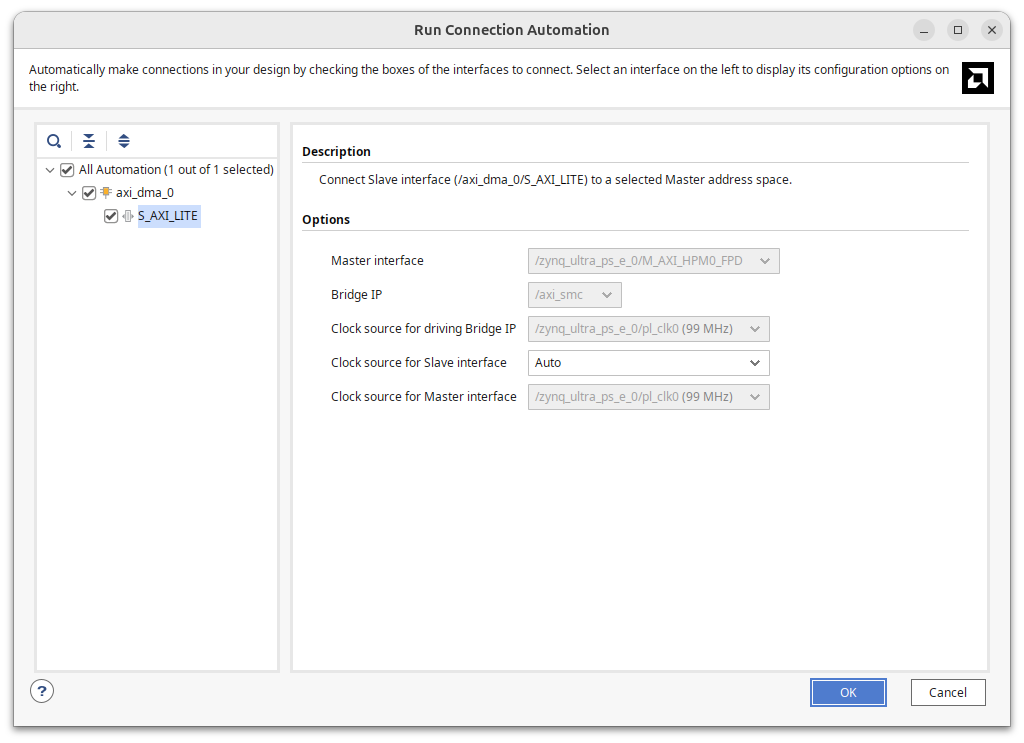 Run Connection Automation
Automatically make connections in your design by checking the boxes of the interfaces to connect. Select an interface on the left to display its configuration options on
the right.
All Automation (1 out of 1 selected)
axi_dma_0
S_AXI_LITE
Description
Connect Slave interface (/axi_dma_0/S_AXI_LITE) to a selected Master address space.
Options
Master interface /zynq_ultra_ps_e_0/M_AXI_HPM0_FPD
Bridge IP /axi_smc
Clock source for driving Bridge IP /zynq_ultra_ps_e_0/pl_clk0 (99 MHz)
Clock source for Slave interface Auto
Clock source for Master interface /zynq_ultra_ps_e_0/pl_clk0 (99 MHz)
?
OK Cancel